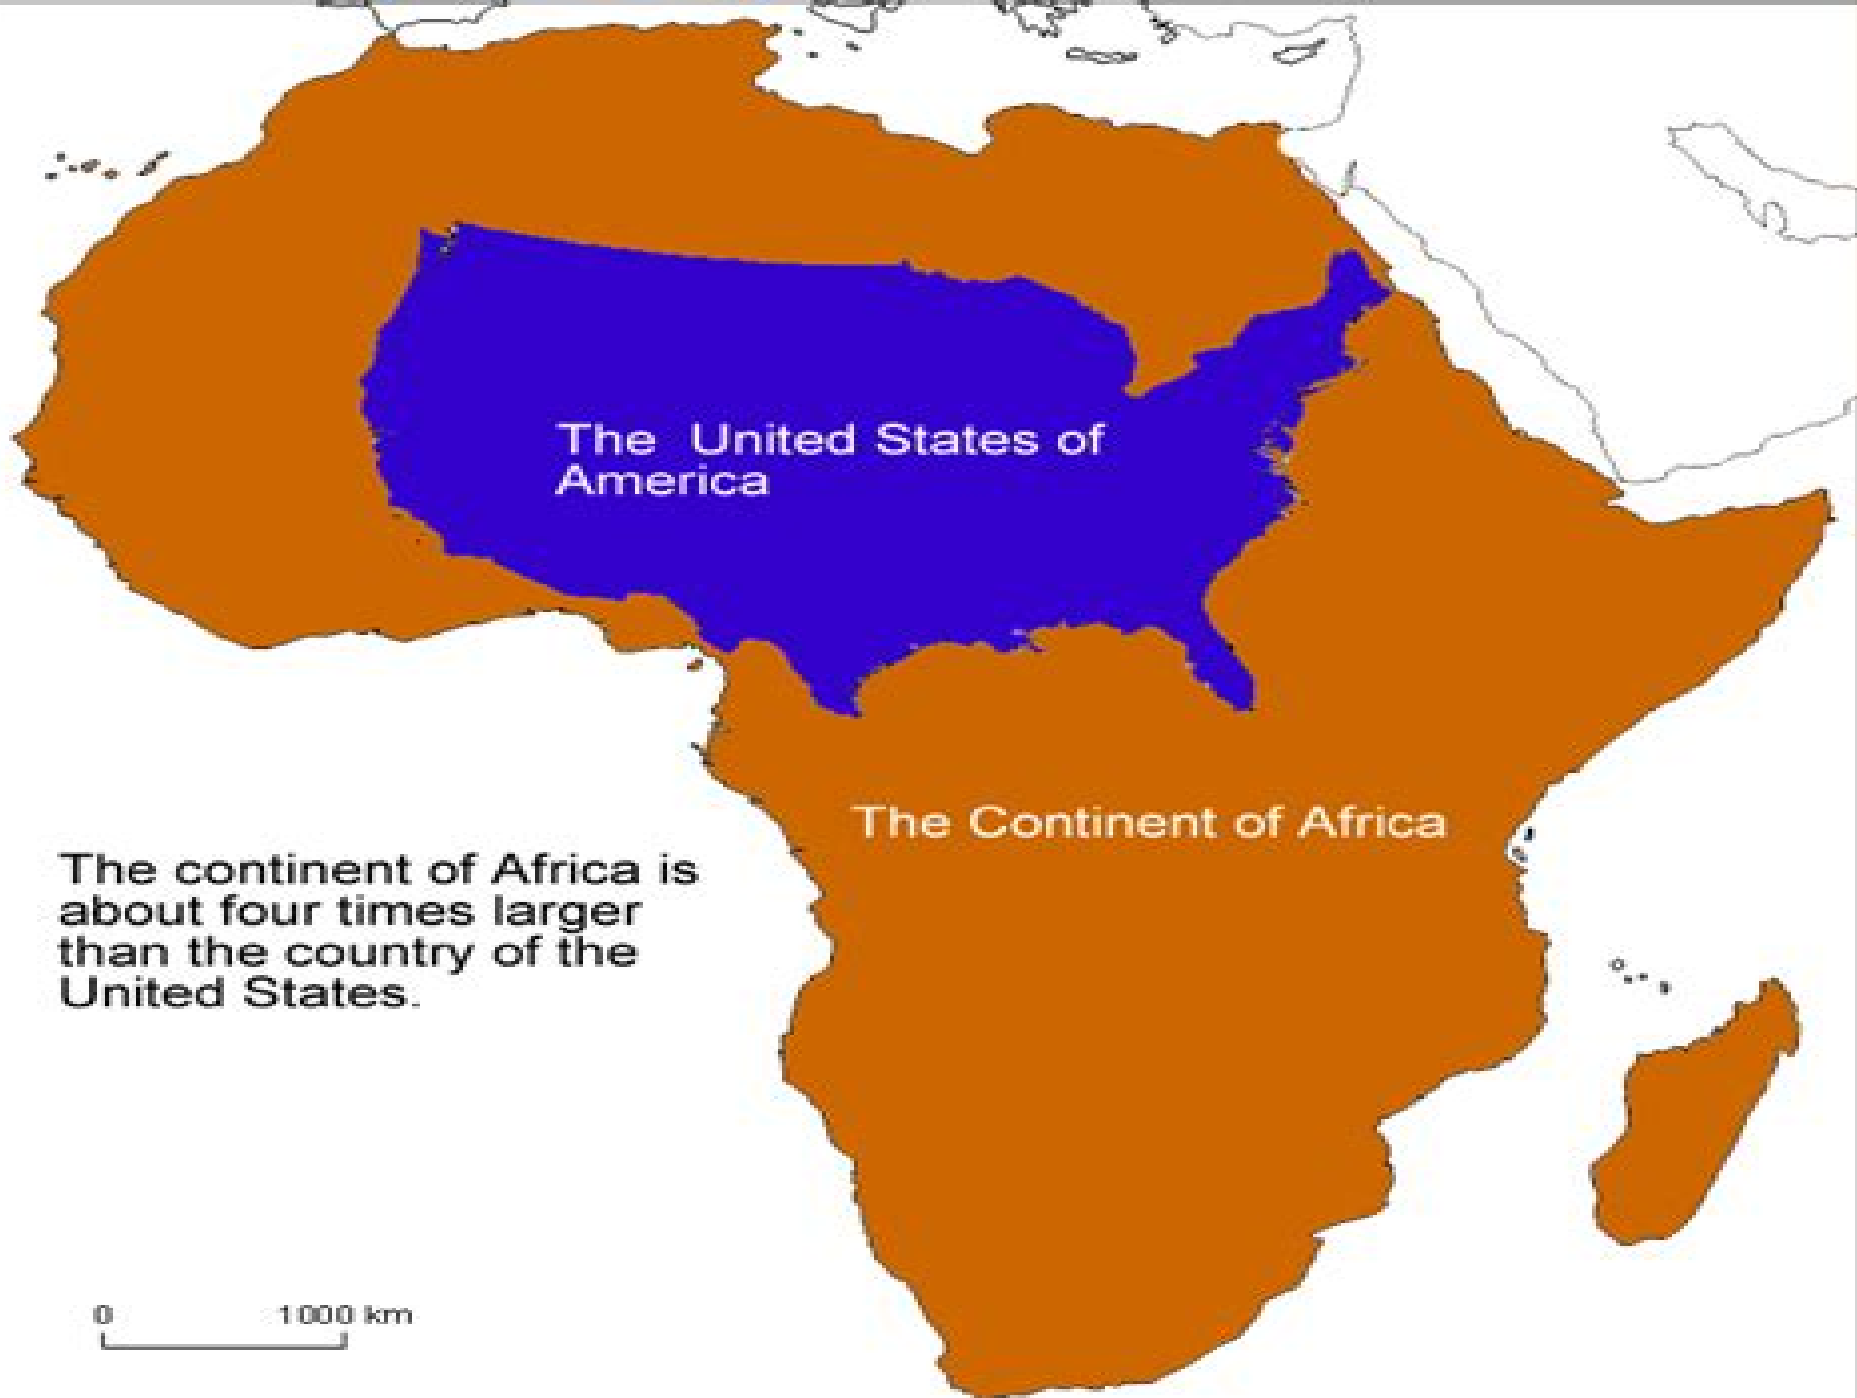 The United States of
America
The Continent of Africa
The continent of Africa is
about four times larger
than the country of the
United States.
0 1000 km